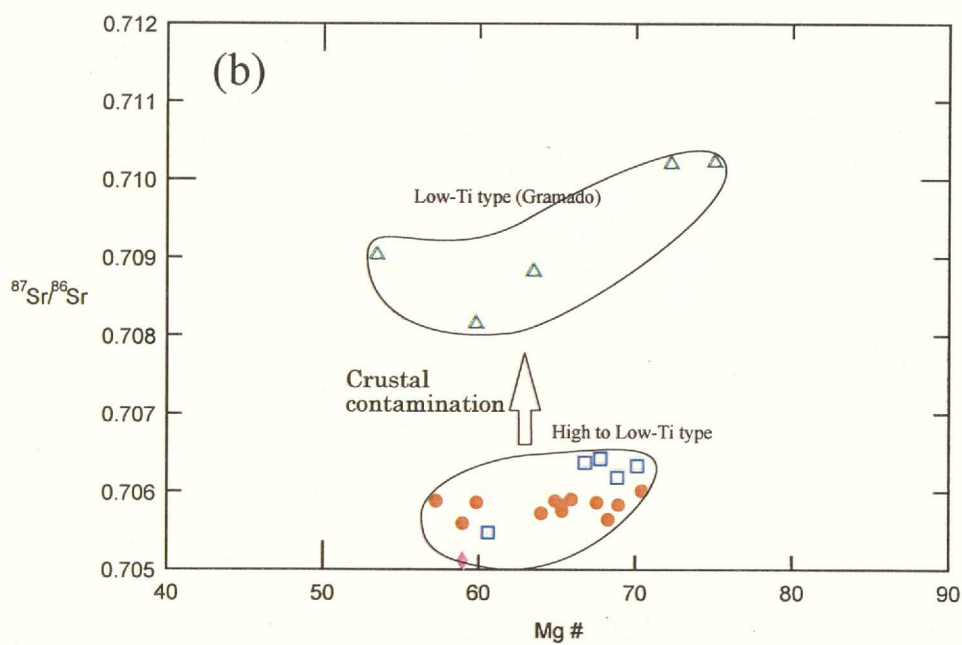 0.712
(b)
0.711
0.710
Low-Ti type (Gramado)
0.709
⁸⁷Sr/⁸⁶Sr
0.708
Crustal
contamination
0.707
High to Low-Ti type
0.706
0.705
40 50 60 70 80 90
Mg #